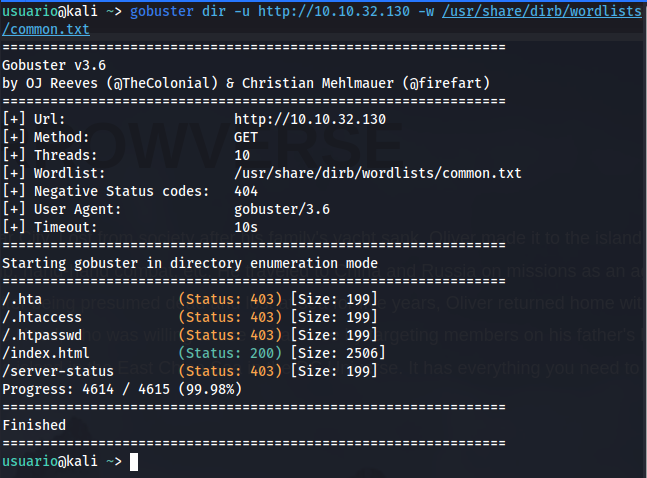 usuario@kali ~> gobuster dir -u http://10.10.32.130 -w /usr/share/dirb/wordlists
/common.txt
===============================================================
Gobuster v3.6
by OJ Reeves (@TheColonial) & Christian Mehlmauer (@firefart)
===============================================================
[+] Url:                     http://10.10.32.130
[+] Method:                  GET
[+] Threads:                 10
[+] Wordlist:                /usr/share/dirb/wordlists/common.txt
[+] Negative Status codes:   404
[+] User Agent:              gobuster/3.6
[+] Timeout:                 10s
===============================================================
Starting gobuster in directory enumeration mode
===============================================================
/.hta                 (Status: 403) [Size: 199]
/.htaccess            (Status: 403) [Size: 199]
/.htpasswd            (Status: 403) [Size: 199]
/index.html           (Status: 200) [Size: 2506]
/server-status        (Status: 403) [Size: 199]
Progress: 4614 / 4615 (99.98%)
===============================================================
Finished
===============================================================
usuario@kali ~>